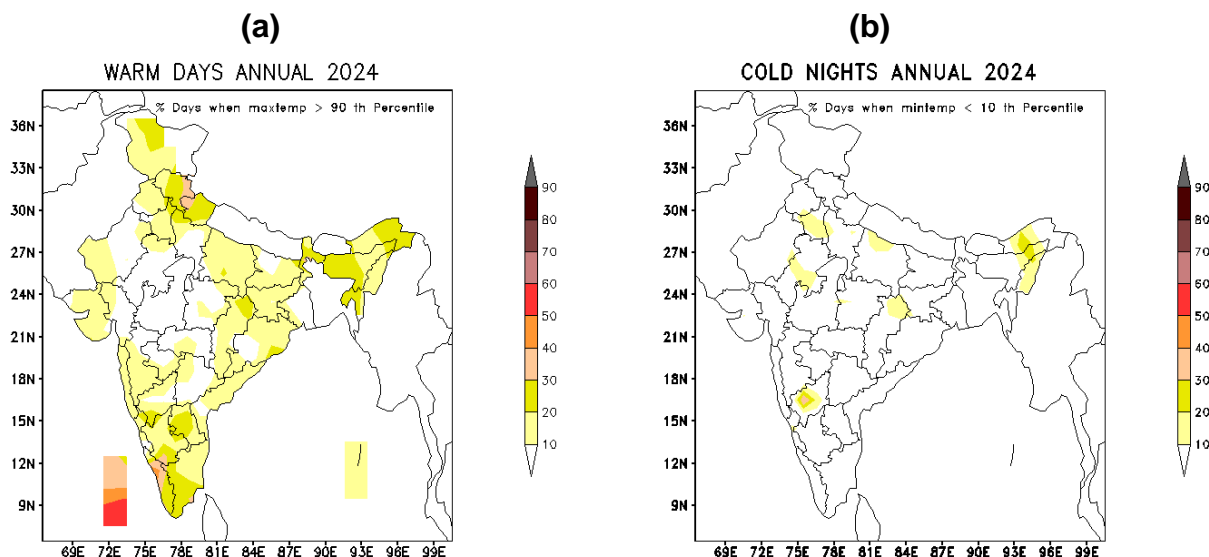 (a)
WARM DAYS ANNUAL 2024
% Days when maxtemp > 90 th Percentile
36N
33N
30N
27N
24N
21N
18N
15N
12N
9N
69E 72E 75E 78E 81E 84E 87E 90E 93E 96E 99E
90
80
70
60
50
40
30
20
10
(b)
COLD NIGHTS ANNUAL 2024
% Days when mintemp < 10 th Percentile
36N
33N
30N
27N
24N
21N
18N
15N
12N
9N
69E 72E 75E 78E 81E 84E 87E 90E 93E 96E 99E
90
80
70
60
50
40
30
20
10